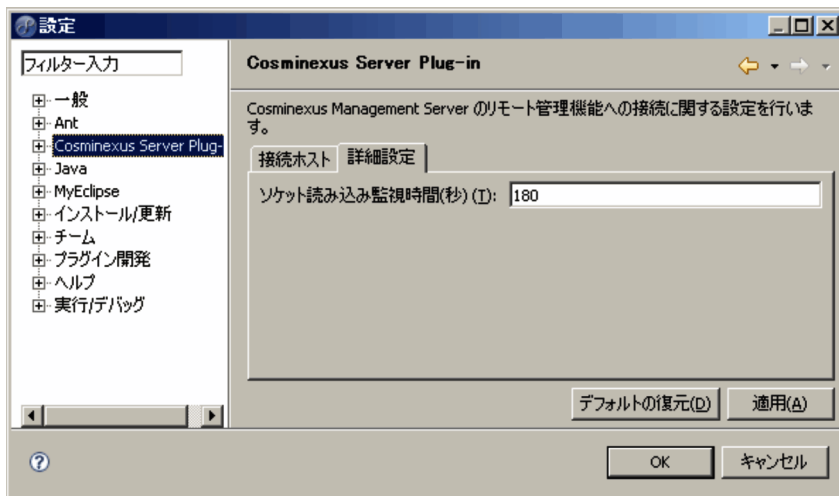 設定
フィルター入力
一般
Ant
Cosminexus Server Plug-
Java
MyEclipse
インストール/更新
チーム
プラグイン開発
ヘルプ
実行/デバッグ
Cosminexus Server Plug-in
Cosminexus Management Server のリモート管理機能への接続に関する設定を行いま
す。
接続ホスト 詳細設定
ソケット読み込み監視時間(秒) (T): 180
デフォルトの復元(D) 適用(A)
OK キャンセル